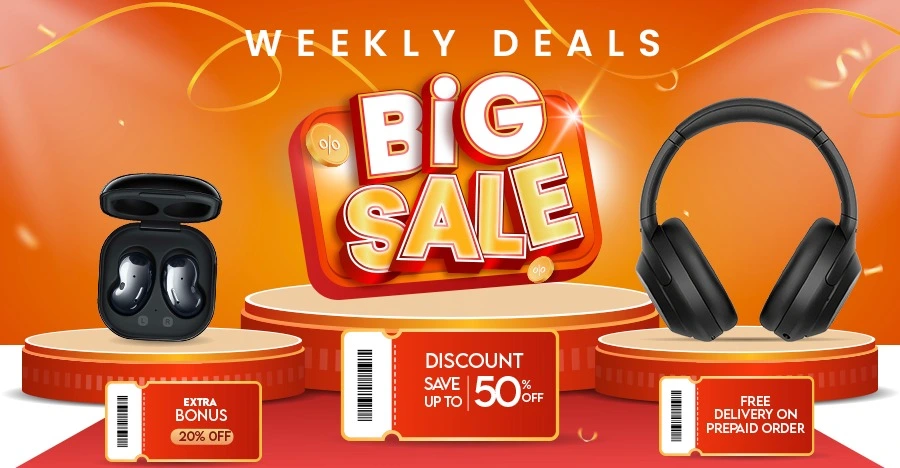 WEEKLY DEALS
BiG
SALE
%
%
EXTRA
BONUS
20% OFF
DISCOUNT
SAVE
UP TO
50% OFF
FREE
DELIVERY ON
PREPAID ORDER